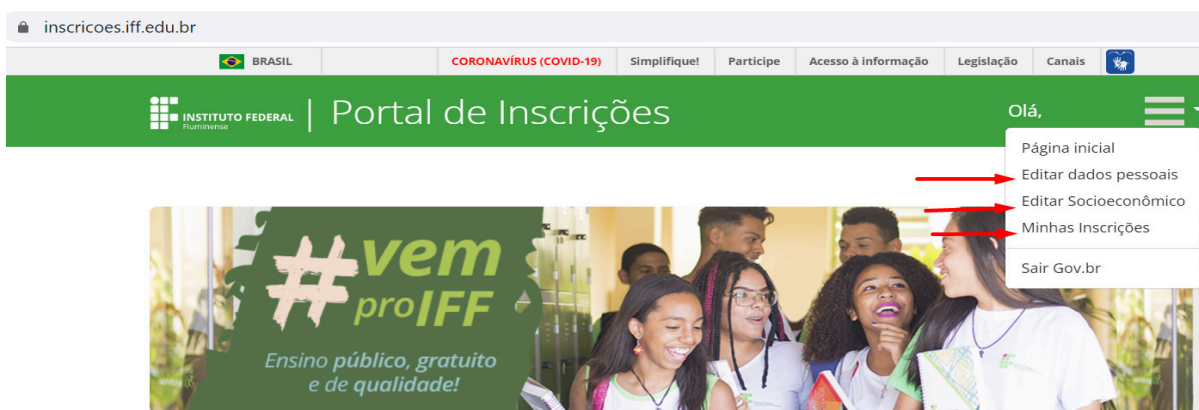 inscricoes.iff.edu.br
BRASIL CORONAVÍRUS (COVID-19) Simplifique! Participe Acesso à informação Legislação Canais
INSTITUTO FEDERAL
Fluminense
Portal de Inscrições
Olá,
Página inicial
Editar dados pessoais
Editar Socioeconômico
Minhas Inscrições
Sair Gov.br
#vem
proIFF
Ensino público, gratuito
e de qualidade!